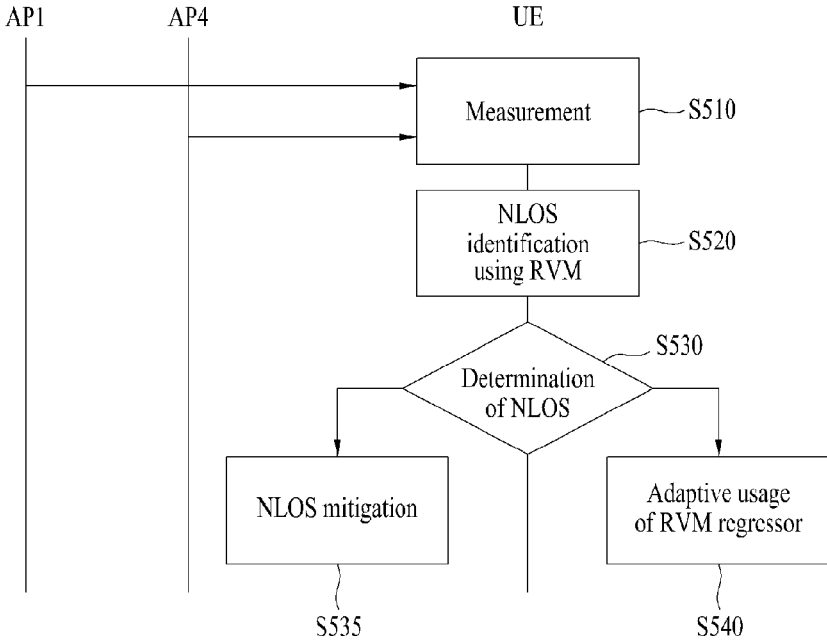 AP1
AP4
UE
Measurement
S510
NLOS
identification
using RVM
S520
S530
Determination
of NLOS
NLOS mitigation
Adaptive usage
of RVM regressor
S535
S540